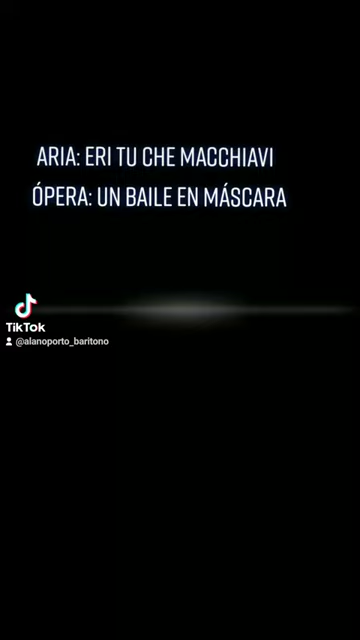 ARIA: ERI TU CHE MACCHIAVI
ÓPERA: UN BAILE EN MÁSCARA
TikTok
@alanoporto_baritono